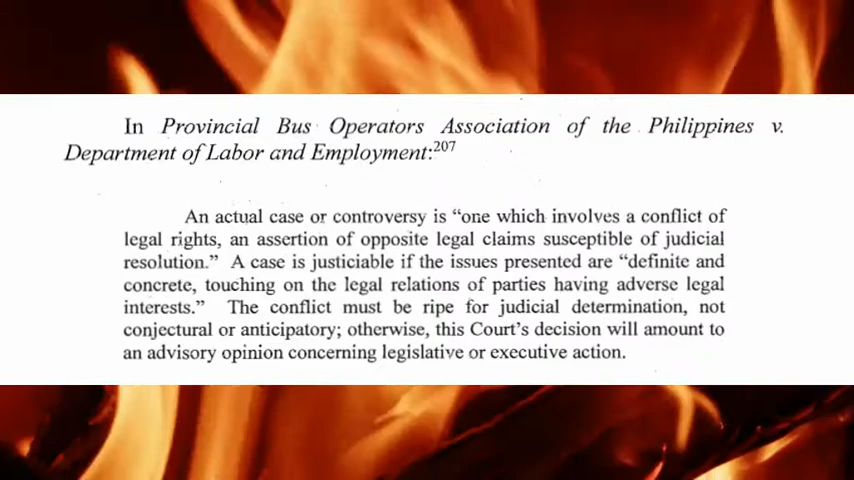 In Provincial Bus Operators Association of the Philippines v.
Department of Labor and Employment:207
An actual case or controversy is “one which involves a conflict of
legal rights, an assertion of opposite legal claims susceptible of judicial
resolution.” A case is justiciable if the issues presented are “definite and
concrete, touching on the legal relations of parties having adverse legal
interests.” The conflict must be ripe for judicial determination, not
conjectural or anticipatory; otherwise, this Court’s decision will amount to
an advisory opinion concerning legislative or executive action.